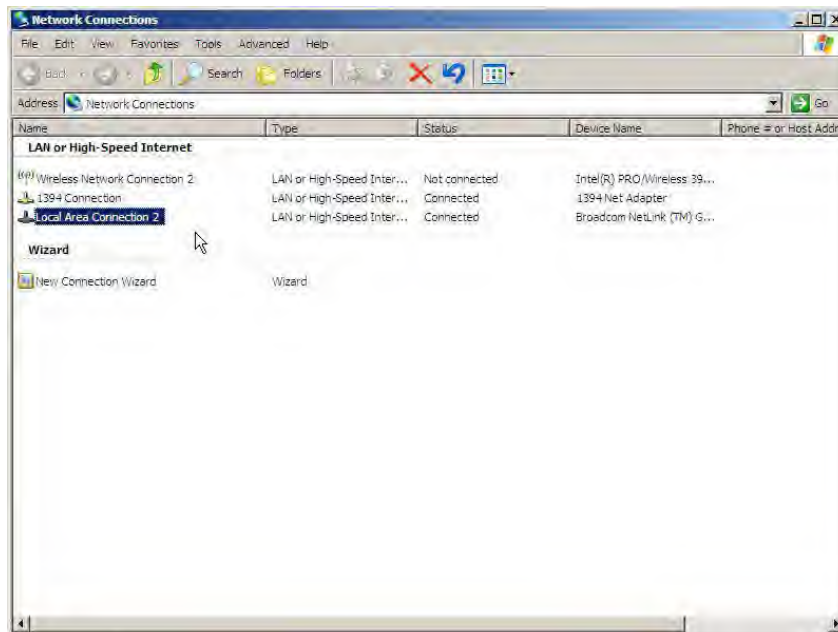 Network Connections
File Edit View Favorites Tools Advanced Help
Back Search Folders
Address Network Connections Go
Name Type Status Device Name Phone # or Host Addr
LAN or High-Speed Internet
Wireless Network Connection 2 LAN or High-Speed Inter... Not connected Intel(R) PRO/Wireless 39...
1394 Connection LAN or High-Speed Inter... Connected 1394 Net Adapter
Local Area Connection 2 LAN or High-Speed Inter... Connected Broadcom NetLink (TM) G...
Wizard
New Connection Wizard Wizard